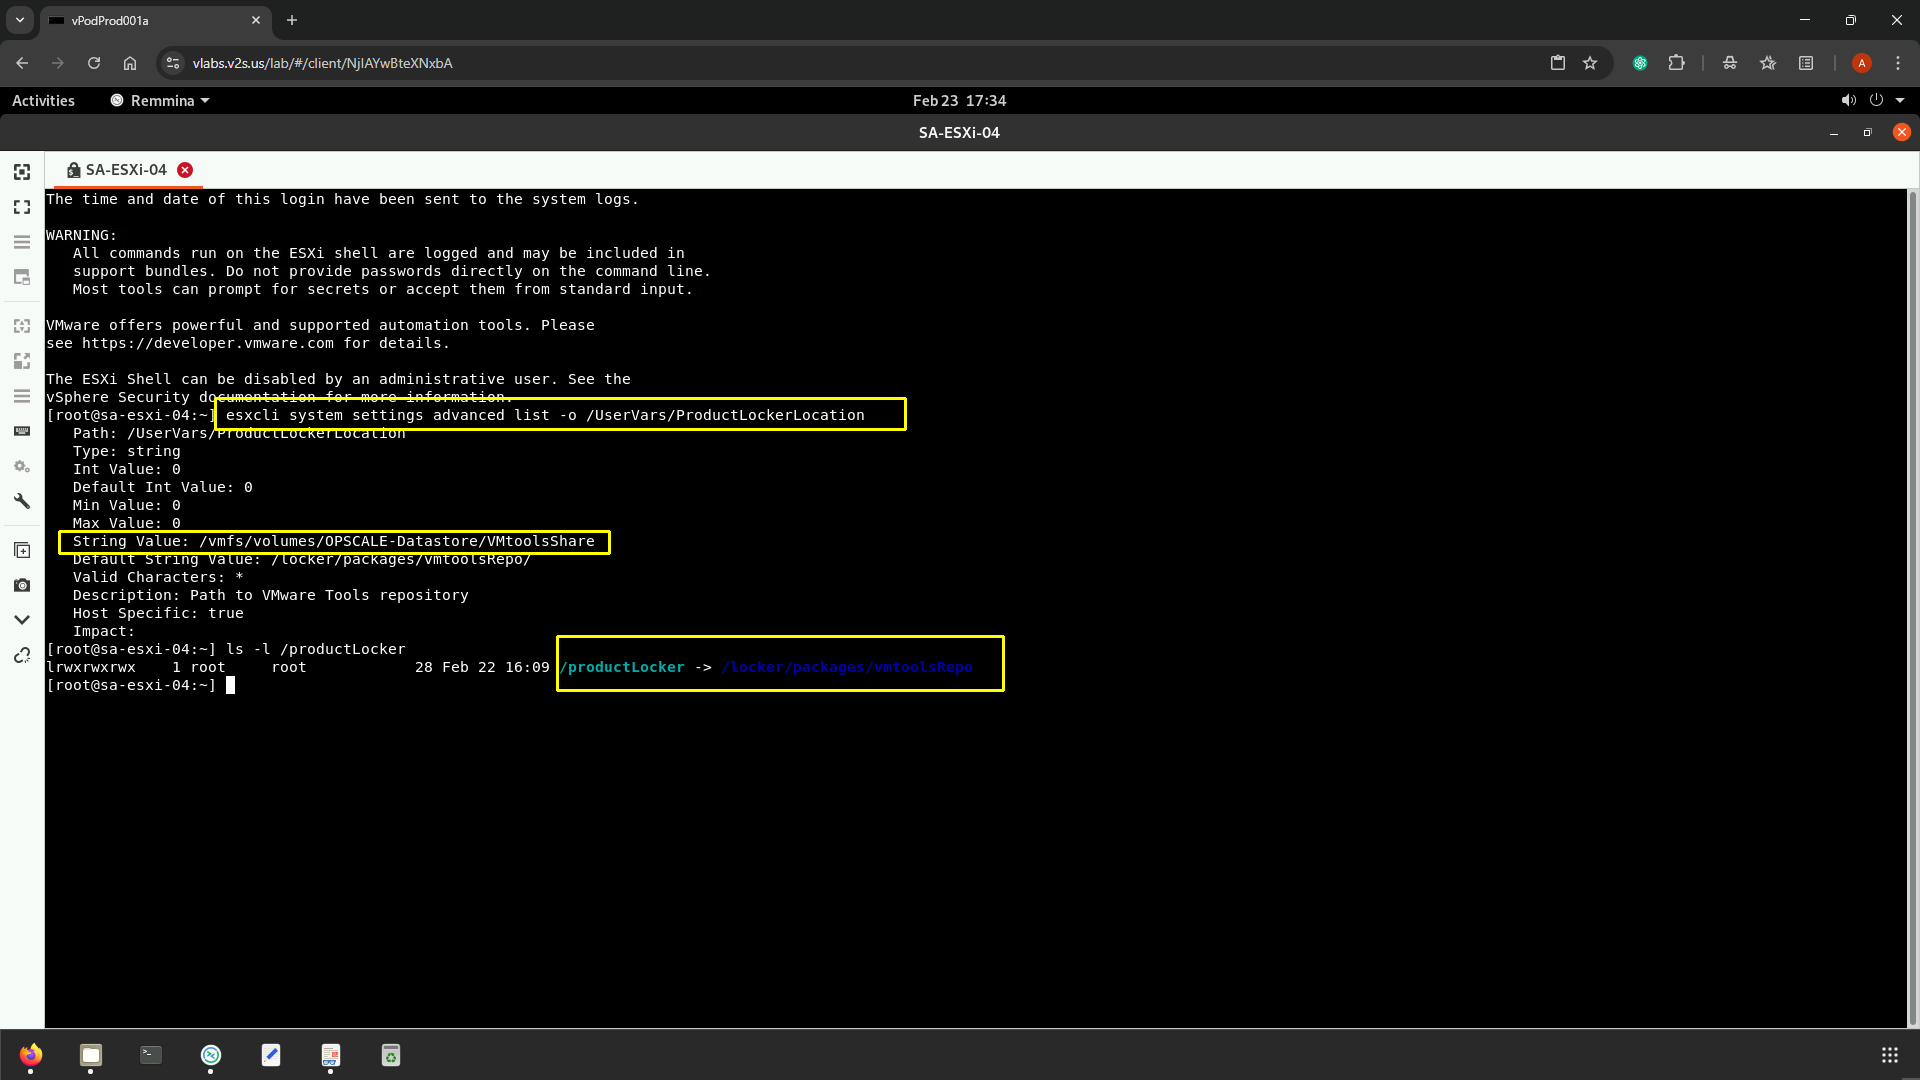 vPodProd001a
vlabs.v2s.us/lab/#/client/NjlAYwBteXNxbA
A
Activities
Remmina
Feb 23 17:34
SA-ESXi-04
SA-ESXi-04
The time and date of this login have been sent to the system logs.
WARNING:
All commands run on the ESXi shell are logged and may be included in
support bundles. Do not provide passwords directly on the command line.
Most tools can prompt for secrets or accept them from standard input.
VMware offers powerful and supported automation tools. Please
see https://developer.vmware.com for details.
The ESXi Shell can be disabled by an administrative user. See the
vSphere Security documentation for more information.
[root@sa-esxi-04:~] esxcli system settings advanced list -o /UserVars/ProductLockerLocation
Path: /UserVars/ProductLockerLocation
Type: string
Int Value: 0
Default Int Value: 0
Min Value: 0
Max Value: 0
String Value: /vmfs/volumes/OPSCALE-Datastore/VMtoolsShare
Default String Value: /locker/packages/vmtoolsRepo/
Valid Characters: *
Description: Path to VMware Tools repository
Host Specific: true
Impact:
[root@sa-esxi-04:~] ls -l /productLocker
lrwxrwxrwx 1 root root 28 Feb 22 16:09 /productLocker -> /locker/packages/vmtoolsRepo
[root@sa-esxi-04:~]